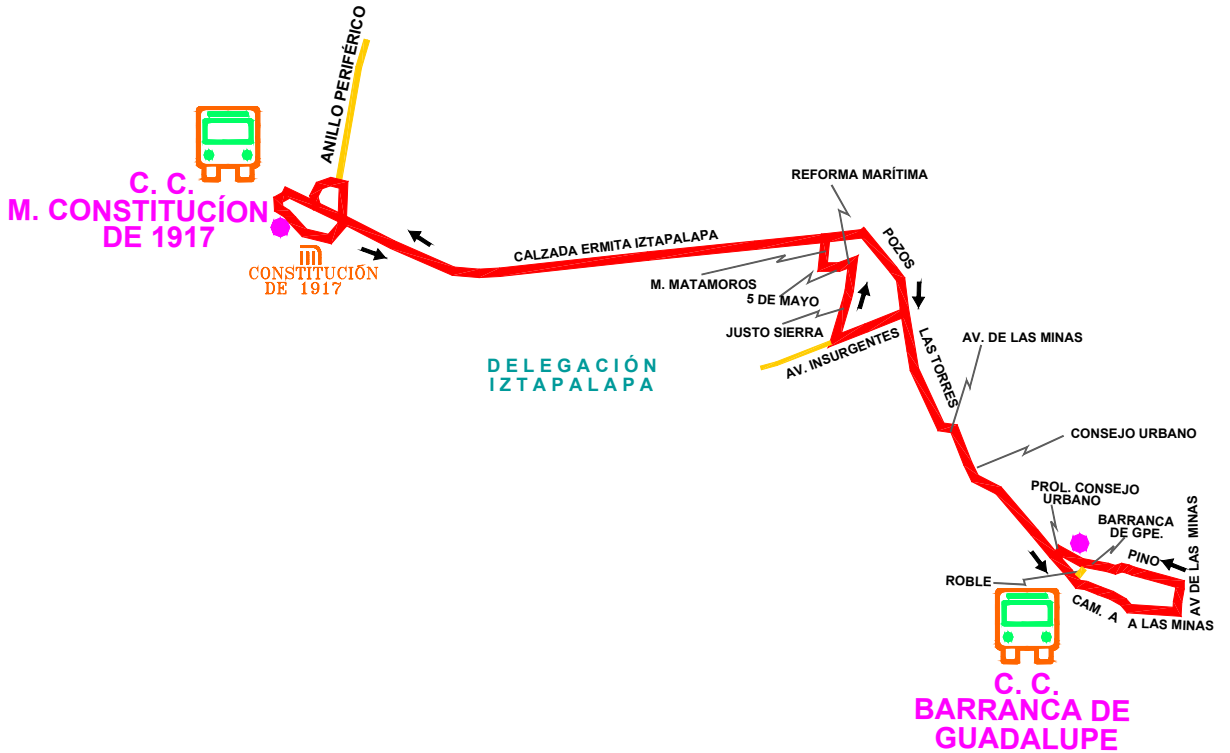 ANILLO PERIFÉRICO
C. C.
M. CONSTITUCÍON
DE 1917
CONSTITUCIÖN
DE 1917
REFORMA MARÍTIMA
CALZADA ERMITA IZTAPALAPA
POZOS
M. MATAMOROS
5 DE MAYO
JUSTO SIERRA
AV. INSURGENTES
LAS TORRES
AV. DE LAS MINAS
DELEGACIÓN
IZTAPALAPA
CONSEJO URBANO
PROL. CONSEJO
URBANO
BARRANCA
DE GPE.
PINO
AV DE LAS MINAS
ROBLE
CAM. A
A LAS MINAS
C. C.
BARRANCA DE
GUADALUPE